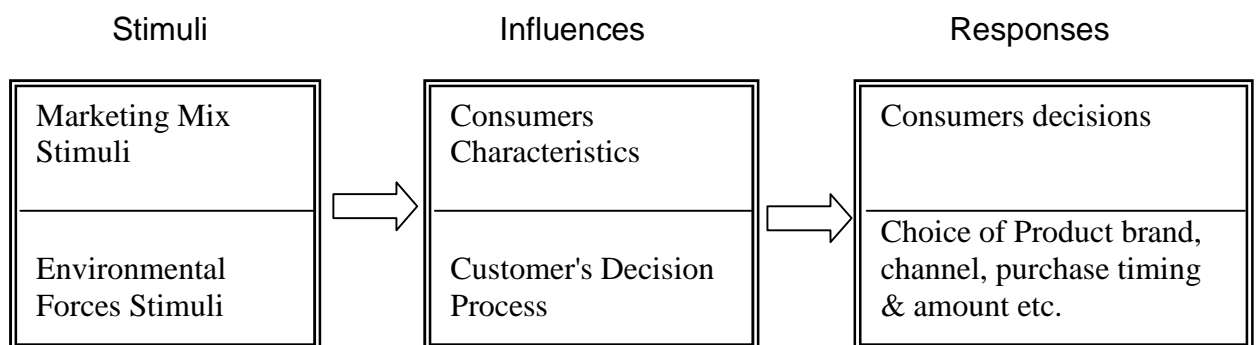 Stimuli
Influences
Responses
Marketing Mix
Stimuli
Environmental
Forces Stimuli
Consumers
Characteristics
Customer's Decision
Process
Consumers decisions
Choice of Product brand,
channel, purchase timing
& amount etc.